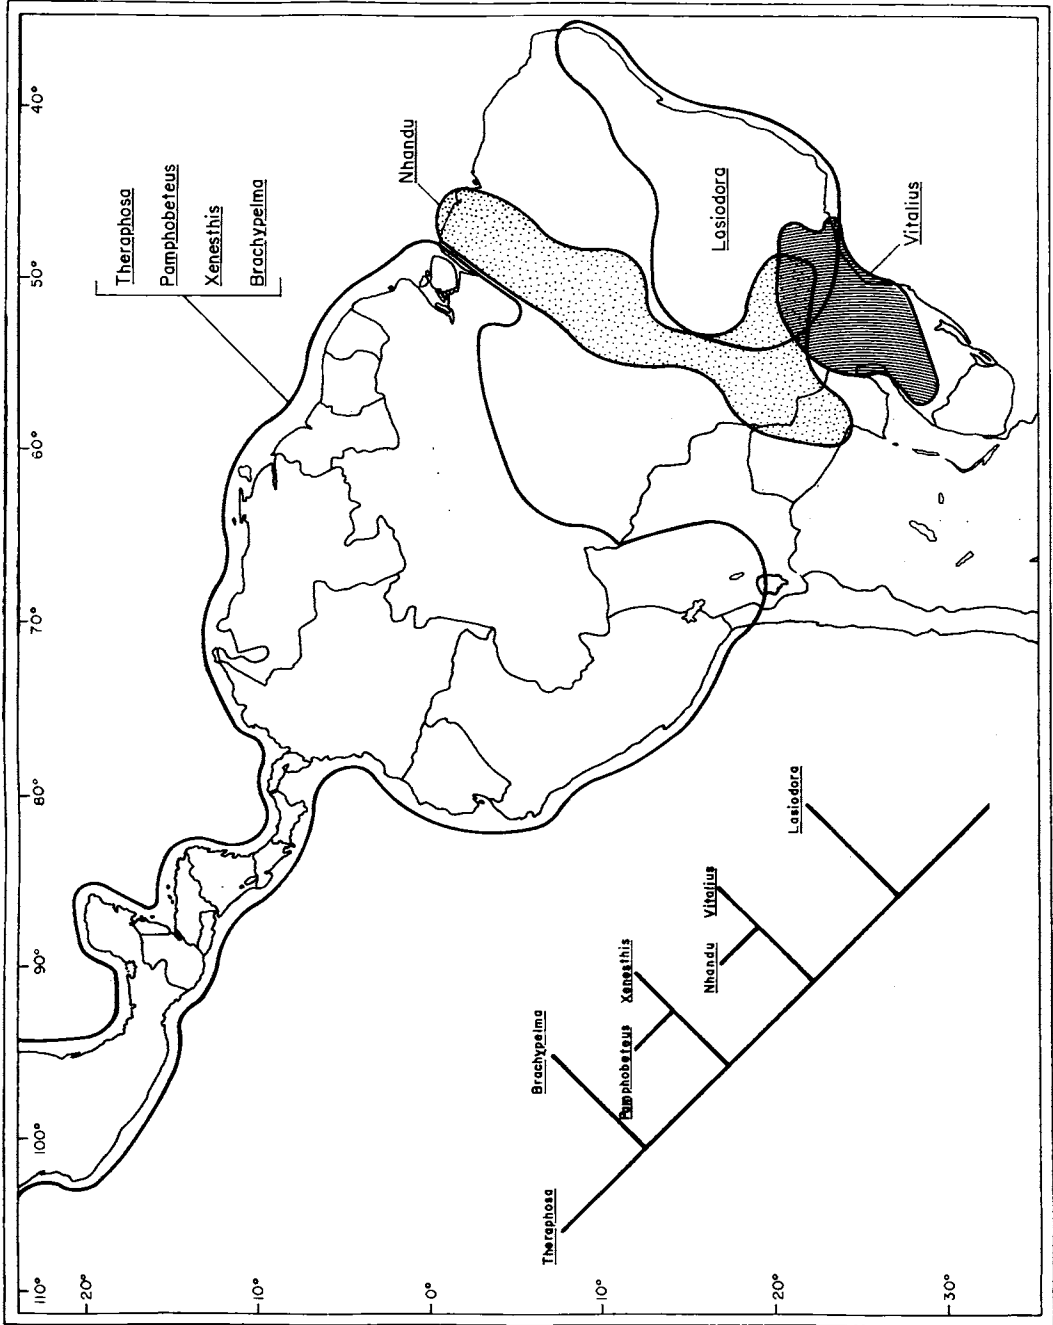 40°
50°
60°
70°
80°
90°
100°
110°
20°
10°
0°
10°
20°
30°
Theraphosa
Pamphobeteus
Xenesthis
Brachypelma
Nhandu
Lasiodora
Vitalius
Theraphosa
Brachypelma
Pamphobeteus
Xenesthis
Nhandu
Vitalius
Lasiodora